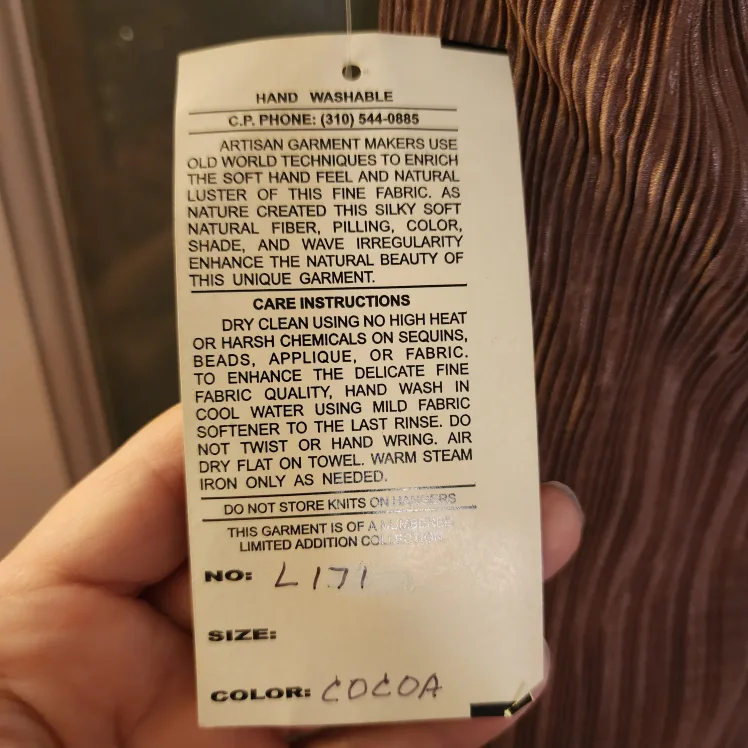 HAND WASHABLE
C.P. PHONE: (310) 544-0885
ARTISAN GARMENT MAKERS USE
OLD WORLD TECHNIQUES TO ENRICH
THE SOFT HAND FEEL AND NATURAL
LUSTER OF THIS FINE FABRIC. AS
NATURE CREATED THIS SILKY SOFT
NATURAL FIBER, PILLING, COLOR,
SHADE, AND WAVE IRREGULARITY
ENHANCE THE NATURAL BEAUTY OF
THIS UNIQUE GARMENT.
CARE INSTRUCTIONS
DRY CLEAN USING NO HIGH HEAT
OR HARSH CHEMICALS ON SEQUINS,
BEADS, APPLIQUE, OR FABRIC.
TO ENHANCE THE DELICATE FINE
FABRIC QUALITY, HAND WASH IN
COOL WATER USING MILD FABRIC
SOFTENER TO THE LAST RINSE. DO
NOT TWIST OR HAND WRING. AIR
DRY FLAT ON TOWEL. WARM STEAM
IRON ONLY AS NEEDED.
DO NOT STORE KNITS ON HANGERS
THIS GARMENT IS OF A NUMBERED
LIMITED ADDITION COLLECTION
NO: L171
SIZE:
COLOR: COCOA